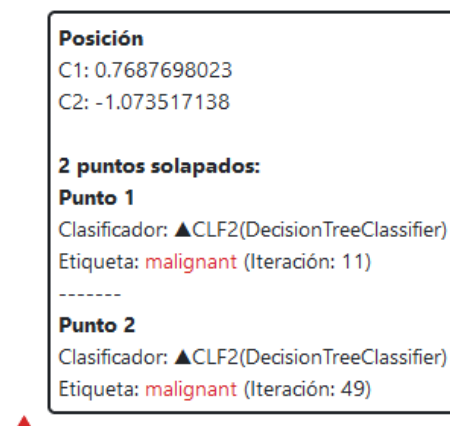 Posición
C1: 0.7687698023
C2: -1.073517138
2 puntos solapados:
Punto 1
Clasificador: ▲CLF2(DecisionTreeClassifier)
Etiqueta: malignant (Iteración: 11)
-------
Punto 2
Clasificador: ▲CLF2(DecisionTreeClassifier)
Etiqueta: malignant (Iteración: 49)